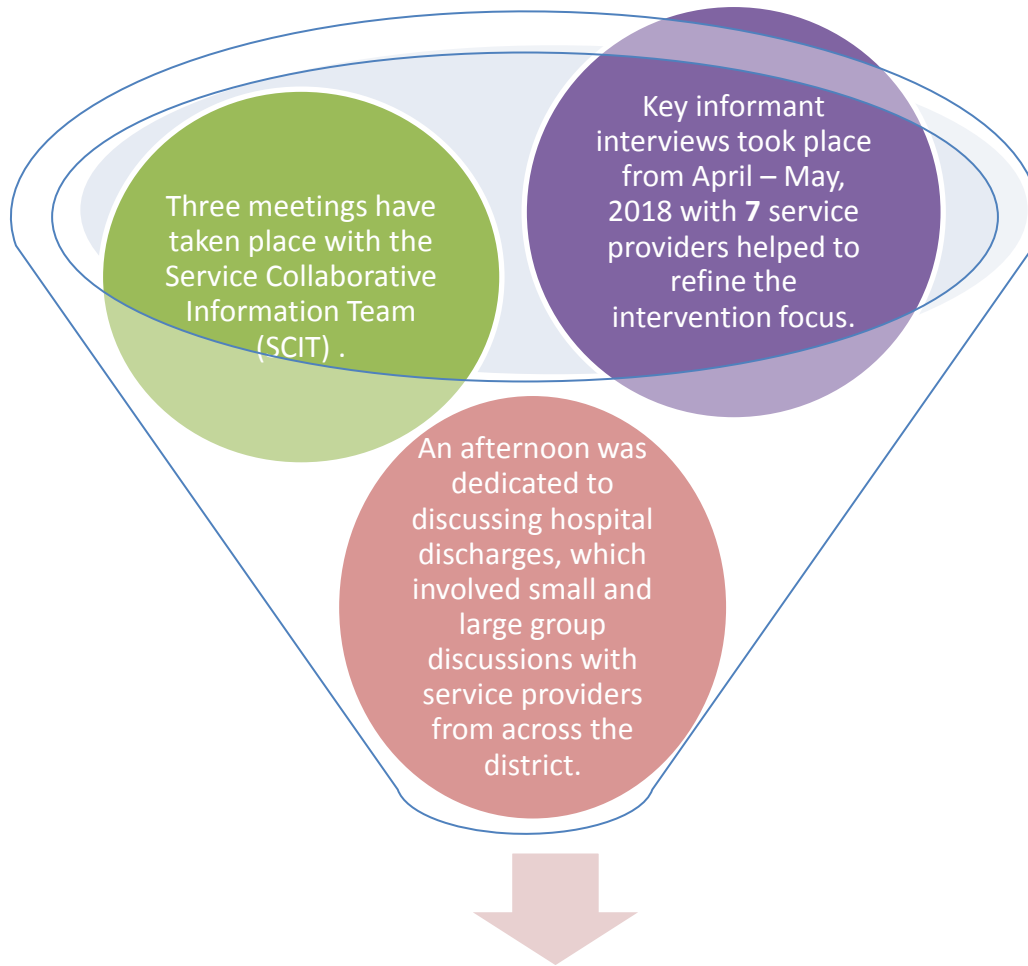 Three meetings have
taken place with the
Service Collaborative
Information Team
(SCIT) .
Key informant
interviews took place
from April – May,
2018 with 7 service
providers helped to
refine the
intervention focus.
An afternoon was
dedicated to
discussing hospital
discharges, which
involved small and
large group
discussions with
service providers
from across the
district.